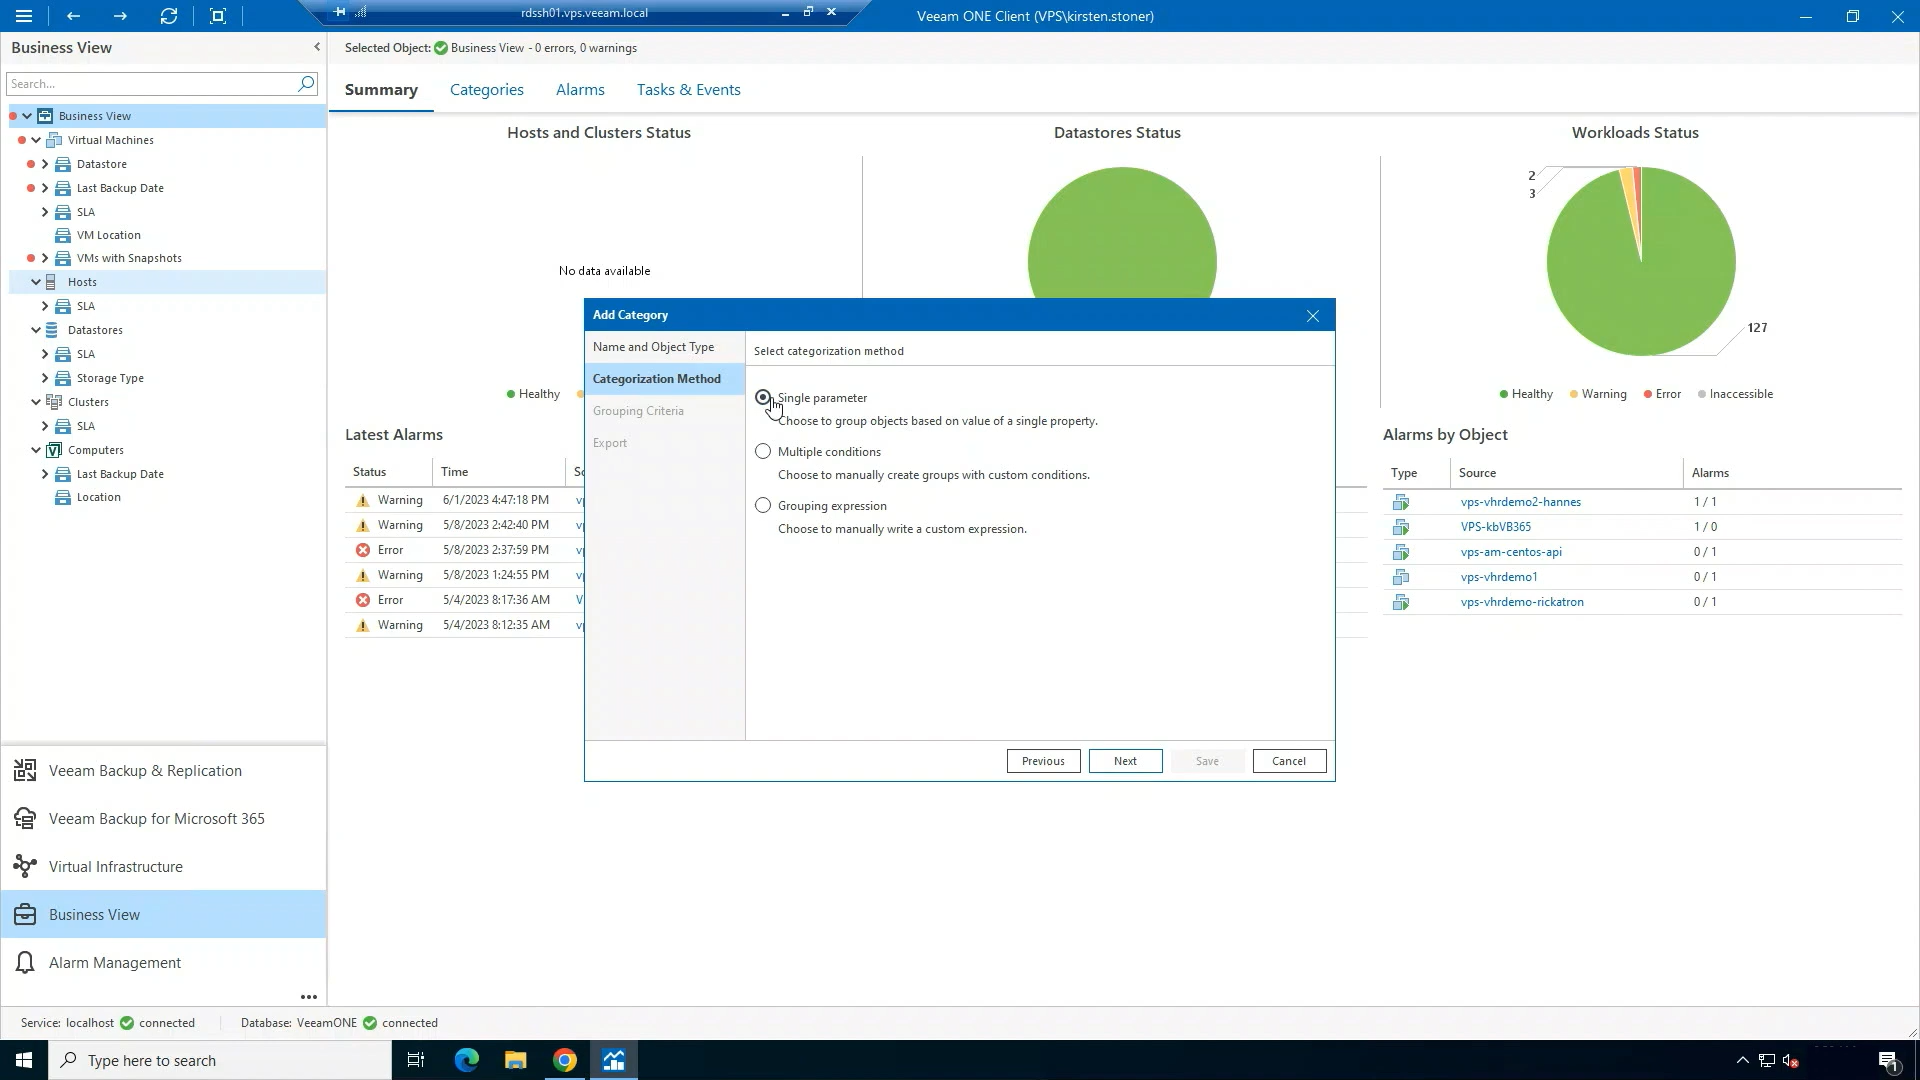 rdssh01.vps.veeam.local
Veeam ONE Client (VPS\kirsten.stoner)
Business View
Selected Object: Business View - 0 errors, 0 warnings
Search...
Summary
Categories
Alarms
Tasks & Events
Business View
Virtual Machines
Datastore
Last Backup Date
SLA
VM Location
VMs with Snapshots
Hosts
SLA
Datastores
SLA
Storage Type
Clusters
SLA
Computers
Last Backup Date
Location
Hosts and Clusters Status
No data available
Healthy
Datastores Status
Workloads Status
2
3
127
Healthy
Warning
Error
Inaccessible
Add Category
Name and Object Type
Categorization Method
Grouping Criteria
Export
Select categorization method
Single parameter
Choose to group objects based on value of a single property.
Multiple conditions
Choose to manually create groups with custom conditions.
Grouping expression
Choose to manually write a custom expression.
Previous
Next
Save
Cancel
Latest Alarms
Status Time
Warning 6/1/2023 4:47:18 PM
Warning 5/8/2023 2:42:40 PM
Error 5/8/2023 2:37:59 PM
Warning 5/8/2023 1:24:55 PM
Error 5/4/2023 8:17:36 AM
Warning 5/4/2023 8:12:35 AM
Alarms by Object
Type Source Alarms
vps-vhrdemo2-hannes 1 / 1
VPS-kbVB365 1 / 0
vps-am-centos-api 0 / 1
vps-vhrdemo1 0 / 1
vps-vhrdemo-rickatron 0 / 1
Veeam Backup & Replication
Veeam Backup for Microsoft 365
Virtual Infrastructure
Business View
Alarm Management
Service: localhost connected
Database: VeeamONE connected
Type here to search
1